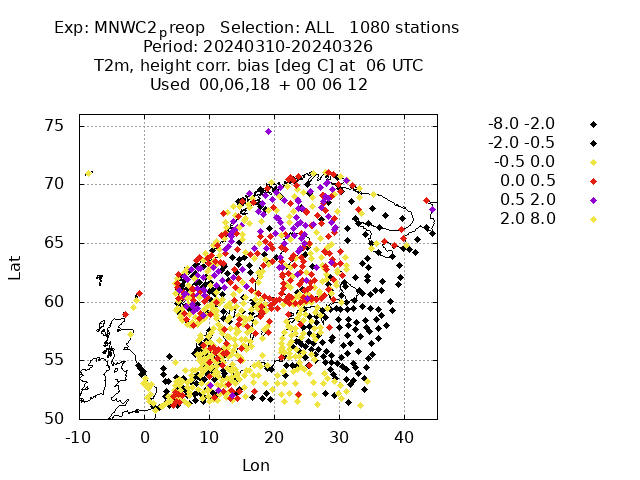 Exp: MNWC2preop Selection: ALL 1080 stations
Period: 20240310-20240326
T2m, height corr. bias [deg C] at 06 UTC
Used 00,06,18 + 00 06 12
-8.0 -2.0
-2.0 -0.5
-0.5 0.0
0.0 0.5
0.5 2.0
2.0 8.0
75
70
65
60
55
50
Lat
-10 0 10 20 30 40
Lon